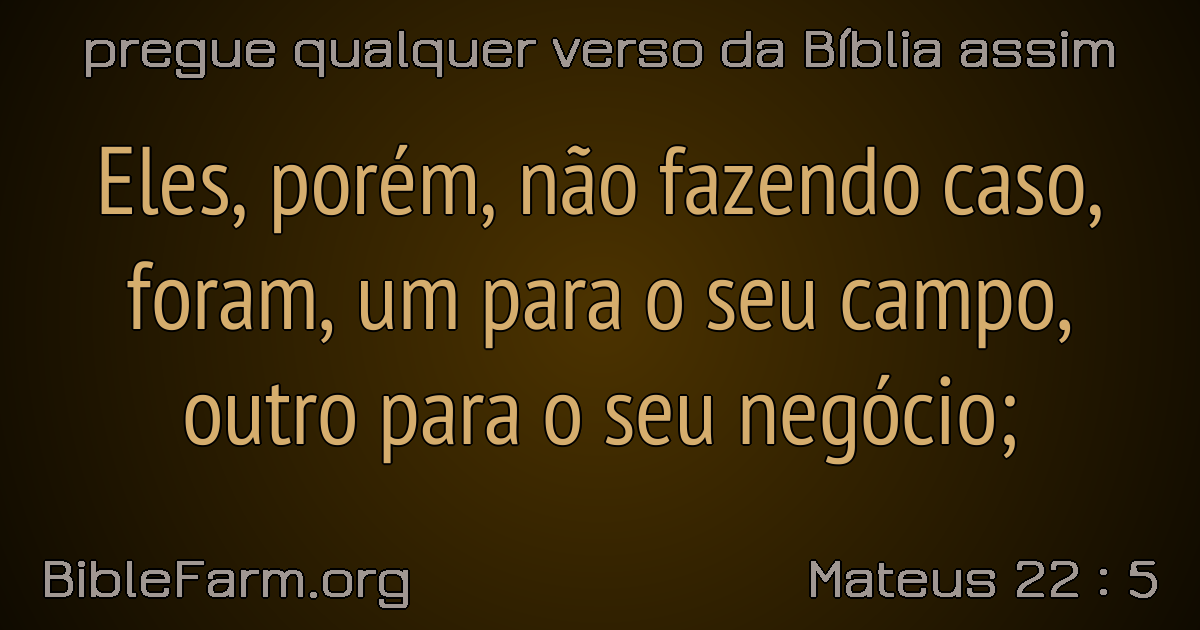 pregue qualquer verso da Bíblia assim
Eles, porém, não fazendo caso,
foram, um para o seu campo,
outro para o seu negócio;
BibleFarm.org
Mateus 22 : 5